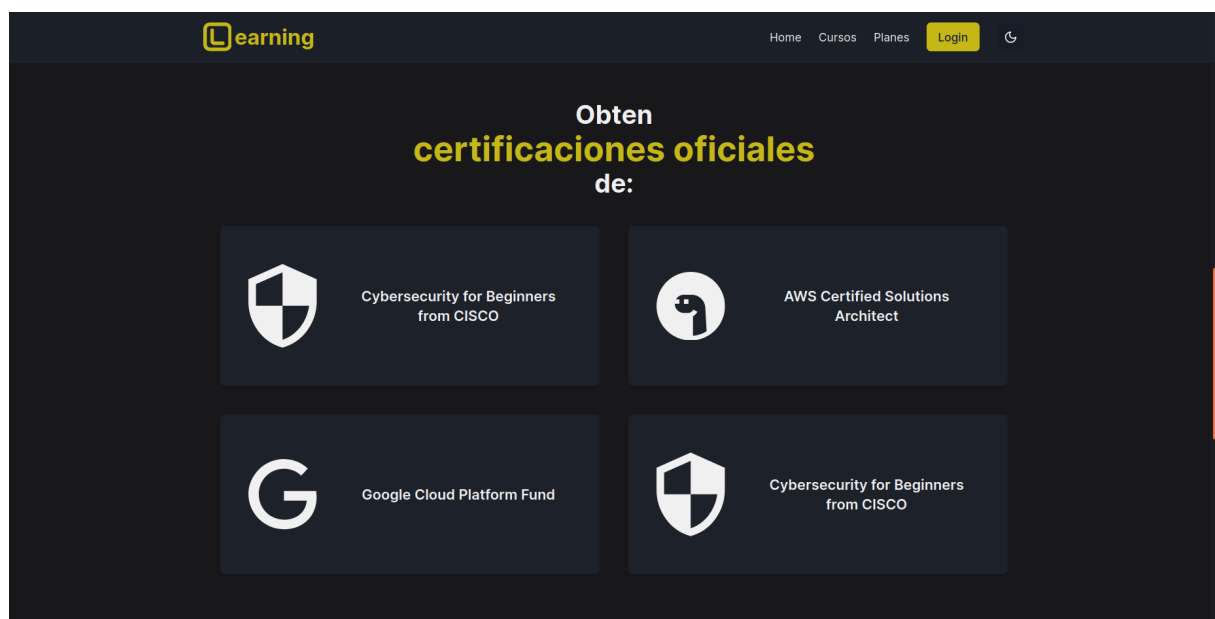 Learning
Home Cursos Planes Login
Obten
certificaciones oficiales
de:
Cybersecurity for Beginners
from CISCO
AWS Certified Solutions
Architect
Google Cloud Platform Fund
Cybersecurity for Beginners
from CISCO